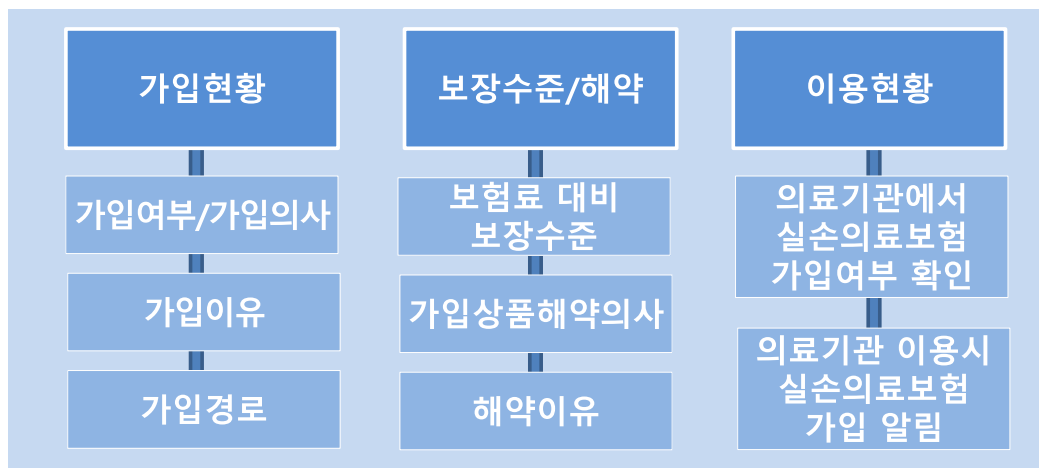 가입현황
가입여부/가입의사
가입이유
가입경로
보장수준/해약
보험료 대비
보장수준
가입상품해약의사
해약이유
이용현황
의료기관에서
실손의료보험
가입여부 확인
의료기관 이용시
실손의료보험
가입 알림